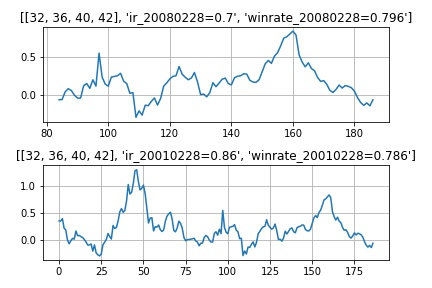 [[32, 36, 40, 42], 'ir_20080228=0.7', 'winrate_20080228=0.796']
0.5
0.0
80 100 120 140 160 180
[[32, 36, 40, 42], 'ir_20010228=0.86', 'winrate_20010228=0.786']
1.0
0.5
0.0
0 25 50 75 100 125 150 175